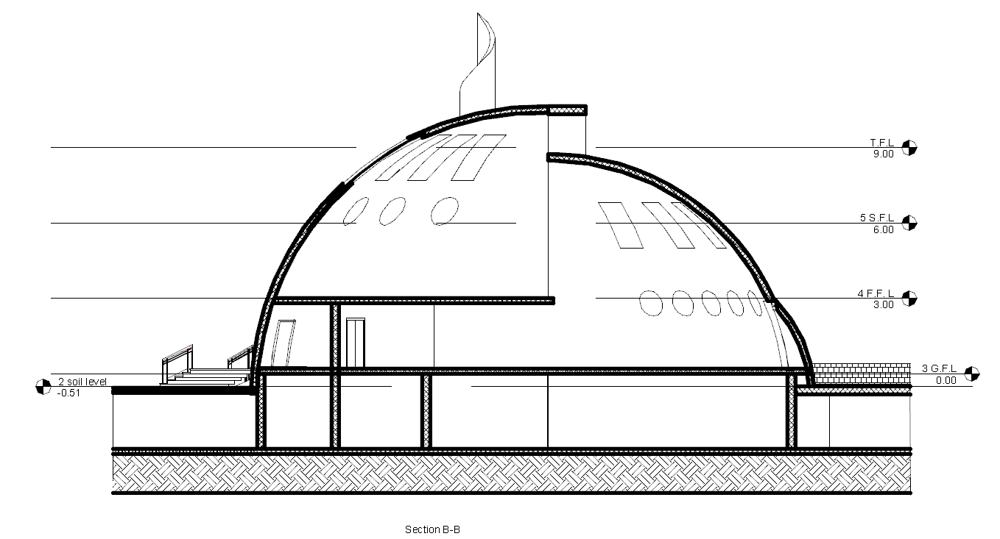 T.F.L
9.00
5 S.F.L
6.00
4 F.F. L
3.00
3 G.F.L
0.00
2 soil level
-0.51
Section B-B